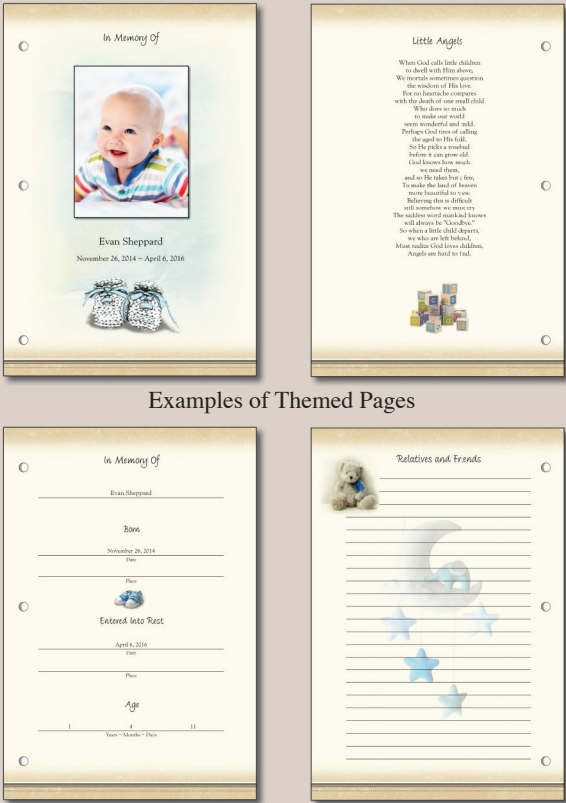 In Memory Of
Evan Sheppard
November 26, 2014 ~ April 6, 2016
Little Angels
When God calls little children
to dwell with Him above,
We mortals sometimes question
the wisdom of His love.
For no heartache compares
with the death of one small child
Who does so much
to make our world
seem wonderful and mild.
Perhaps God tires of calling
the aged to His fold,
So He picks a rosebud
before it can grow old.
God knows how much
we need them,
and so He takes but a few,
To make the land of heaven
more beautiful to view.
Believing this is difficult
still somehow we must try
The saddest word mankind knows
will always be "Goodbye."
So when a little child departs,
we who are left behind,
Must realize God loves children,
Angels are hard to find.
Examples of Themed Pages
In Memory Of
Evan Sheppard
Born
November 26, 2014
Date
Place
Entered Into Rest
April 6, 2016
Date
Place
Age
1 4 11
Years ~ Months ~ Days
Relatives and Friends